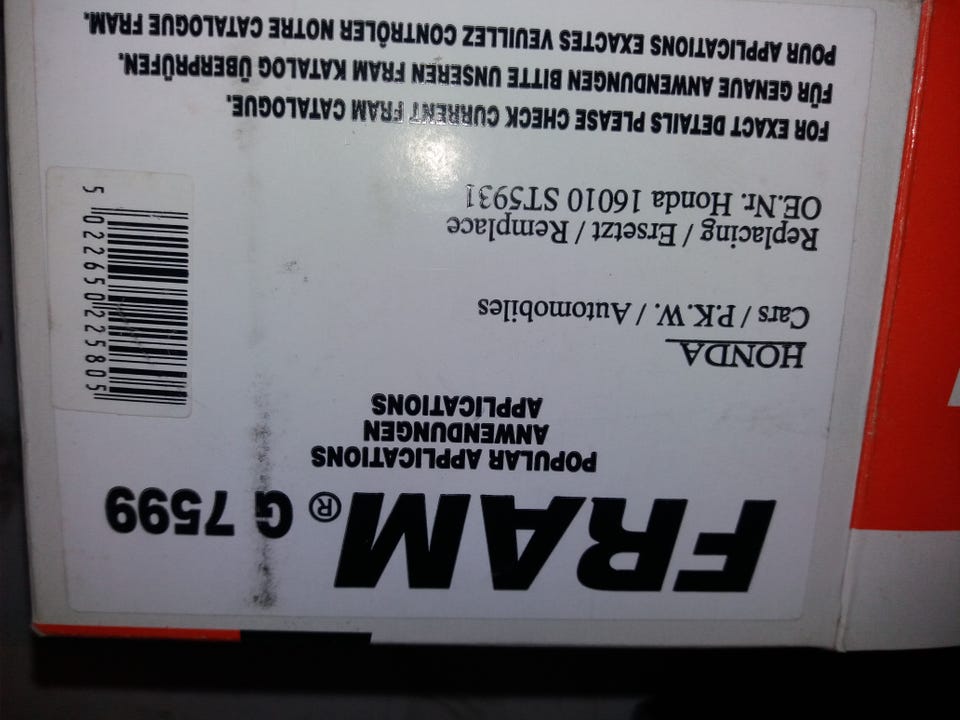 FRAM® G 7599
POPULAR APPLICATIONS
ANWENDUNGEN
APPLICATIONS
HONDA
Cars / P.K.W. / Automobiles
Replacing / Ersetzt / Remplace
OE.Nr. Honda 16010 ST5931
FOR EXACT DETAILS PLEASE CHECK CURRENT FRAM CATALOGUE.
FÜR GENAUE ANWENDUNGEN BITTE UNSEREN FRAM KATALOG ÜBERPRÜFEN.
POUR APPLICATIONS EXACTES VEUILLEZ CONTRÔLER NOTRE CATALOGUE FRAM.
5 022650 225805